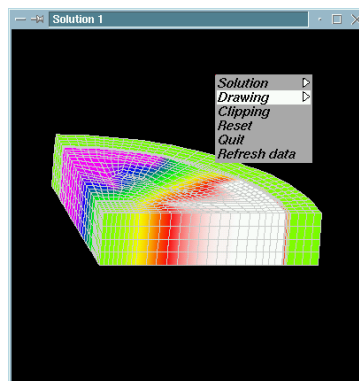 Solution 1
Solution
Drawing
Clipping
Reset
Quit
Refresh data